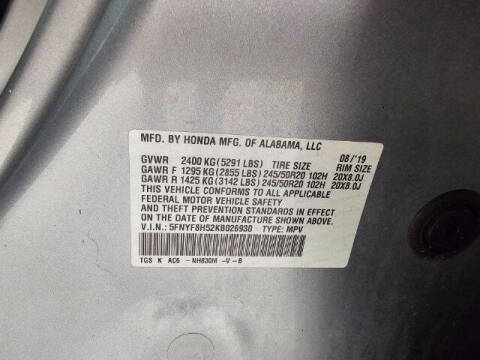 MFD. BY HONDA MFG. OF ALABAMA, LLC
GVWR 2400 KG(5291 LBS) TIRE SIZE 08/'19 RIM SIZE
GAWR F 1295 KG(2855 LBS)245/50R20 102H 20X8.0J
GAWR R 1425 KG(3142 LBS)245/50R20 102H 20X8.0J
THIS VEHICLE CONFORMS TO ALL APPLICABLE
FEDERAL MOTOR VEHICLE SAFETY
AND THEFT PREVENTION STANDARDS IN EFFECT
ON THE DATE OF MANUFACTURE SHOWN ABOVE.
V.I.N.: 5FNYF8H52KB026930 TYPE: MPV
TGS K AC6 -NH830M -V-B